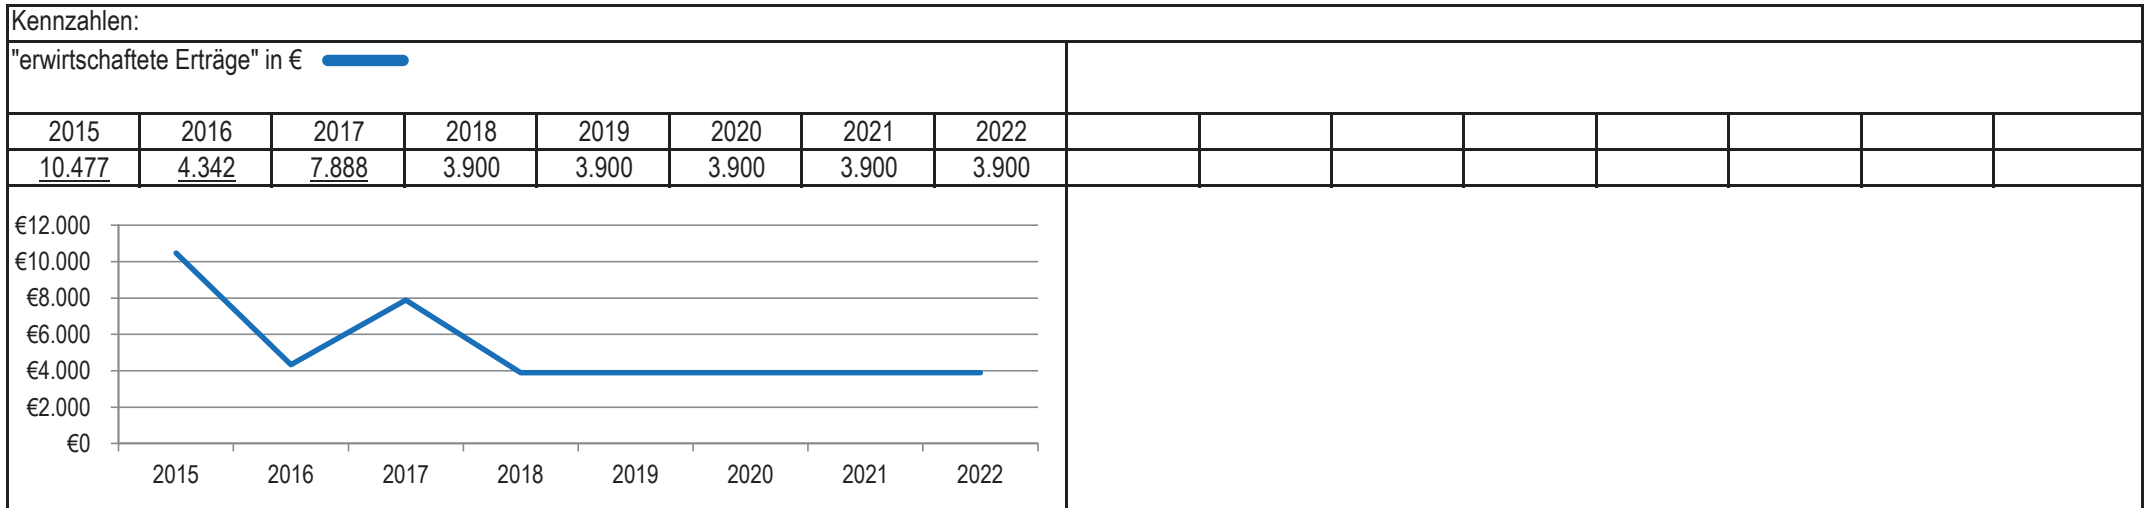 Kennzahlen:
"erwirtschaftete Erträge" in €
2015 2016 2017 2018 2019 2020 2021 2022
10.477 4.342 7.888 3.900 3.900 3.900 3.900 3.900
€12.000
€10.000
€8.000
€6.000
€4.000
€2.000
€0
2015 2016 2017 2018 2019 2020 2021 2022